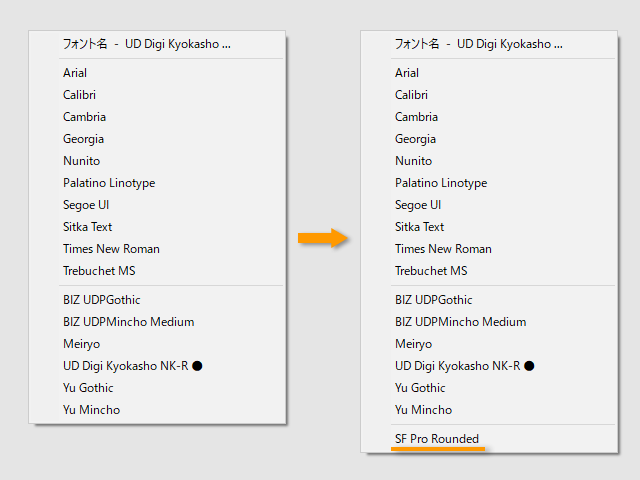 フォント名 - UD Digi Kyokasho ...
Arial
Calibri
Cambria
Georgia
Nunito
Palatino Linotype
Segoe UI
Sitka Text
Times New Roman
Trebuchet MS
BIZ UDPGothic
BIZ UDPMincho Medium
Meiryo
UD Digi Kyokasho NK-R ●
Yu Gothic
Yu Mincho
フォント名 - UD Digi Kyokasho ...
Arial
Calibri
Cambria
Georgia
Nunito
Palatino Linotype
Segoe UI
Sitka Text
Times New Roman
Trebuchet MS
BIZ UDPGothic
BIZ UDPMincho Medium
Meiryo
UD Digi Kyokasho NK-R ●
Yu Gothic
Yu Mincho
SF Pro Rounded